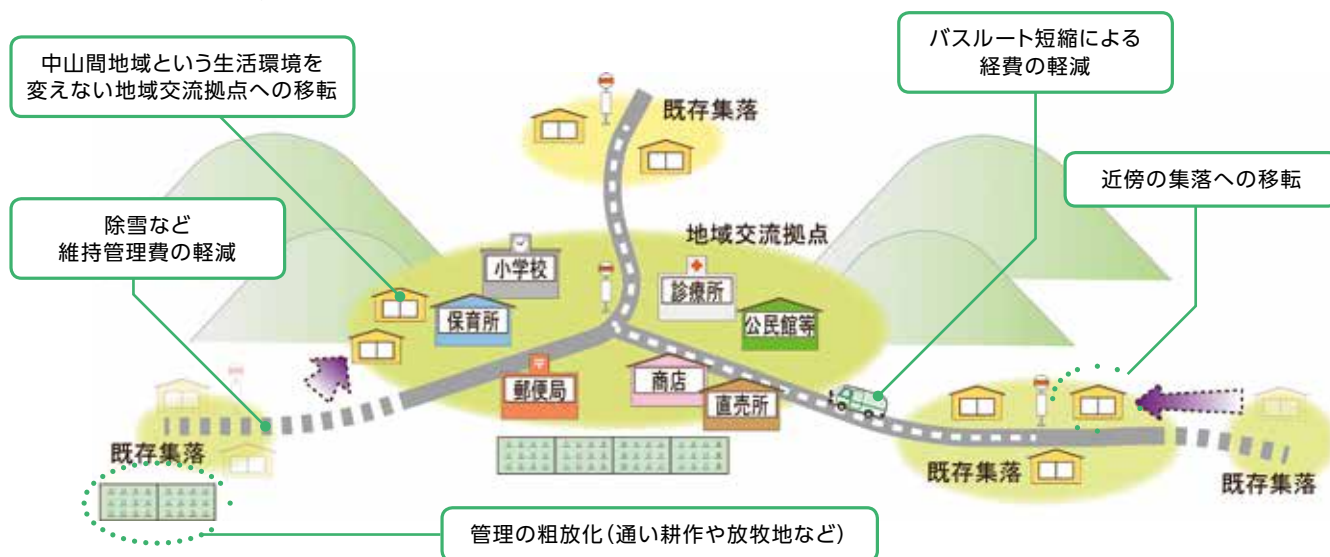 中山間地域という生活環境を
変えない地域交流拠点への移転
バスルート短縮による
経費の軽減
既存集落
近傍の集落への移転
除雪など
維持管理費の軽減
地域交流拠点
小学校
診療所
保育所
公民館等
郵便局
商店
直売所
既存集落
既存集落
既存集落
管理の粗放化(通い耕作や放牧地など)